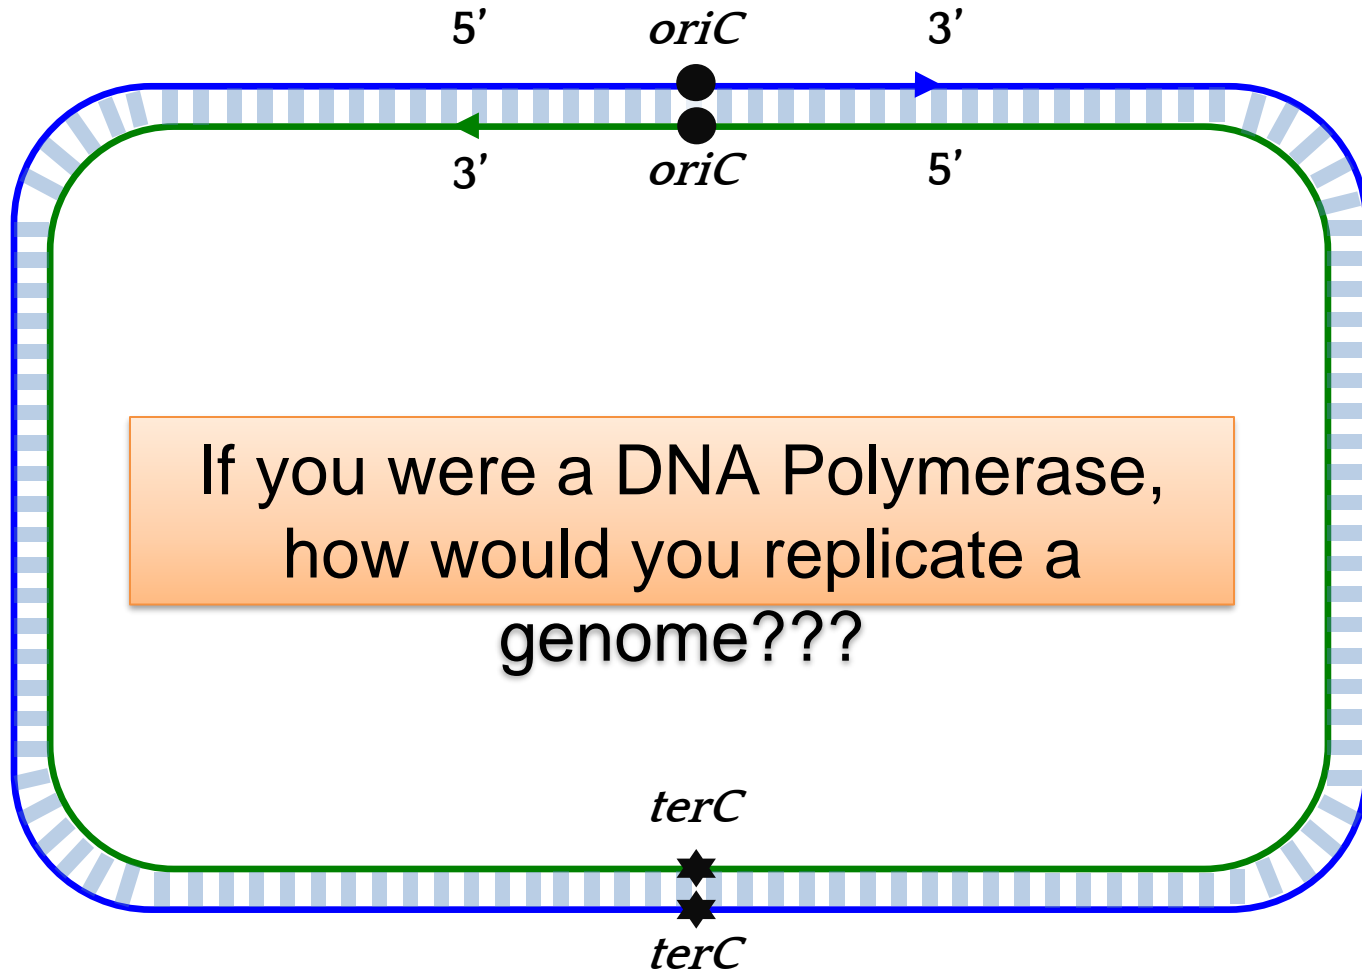 5’ oriC 3’
3’ oriC 5’
If you were a DNA Polymerase,
how would you replicate a
genome???
terC
terC